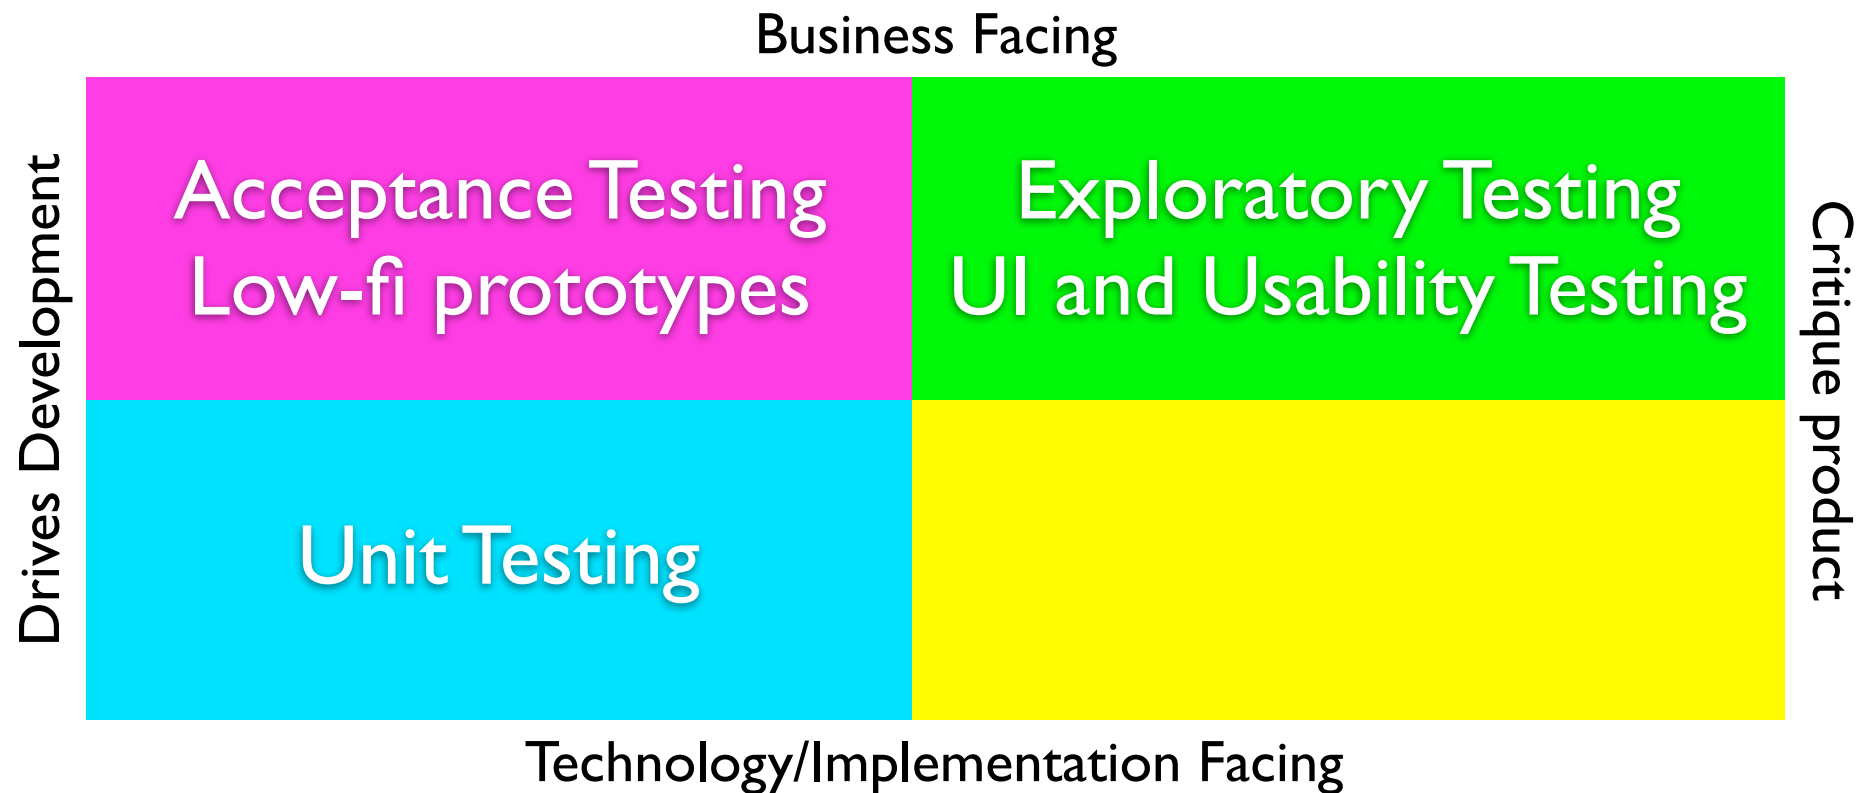 Business Facing
Drives Development
Acceptance Testing
Low-fi prototypes
Exploratory Testing
UI and Usability Testing
Critique product
Unit Testing
Technology/Implementation Facing